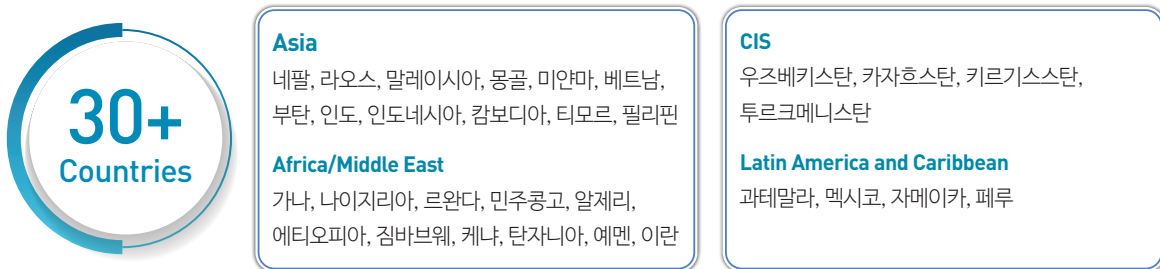 30+
Countries
Asia
네팔, 라오스, 말레이시아, 몽골, 미얀마, 베트남,
부탄, 인도, 인도네시아, 캄보디아, 티모르, 필리핀
Africa/Middle East
가나, 나이지리아, 르완다, 민주콩고, 알제리,
에티오피아, 짐바브웨, 케냐, 탄자니아, 예멘, 이란
CIS
우즈베키스탄, 카자흐스탄, 키르기스스탄,
투르크메니스탄
Latin America and Caribbean
과테말라, 멕시코, 자메이카, 페루